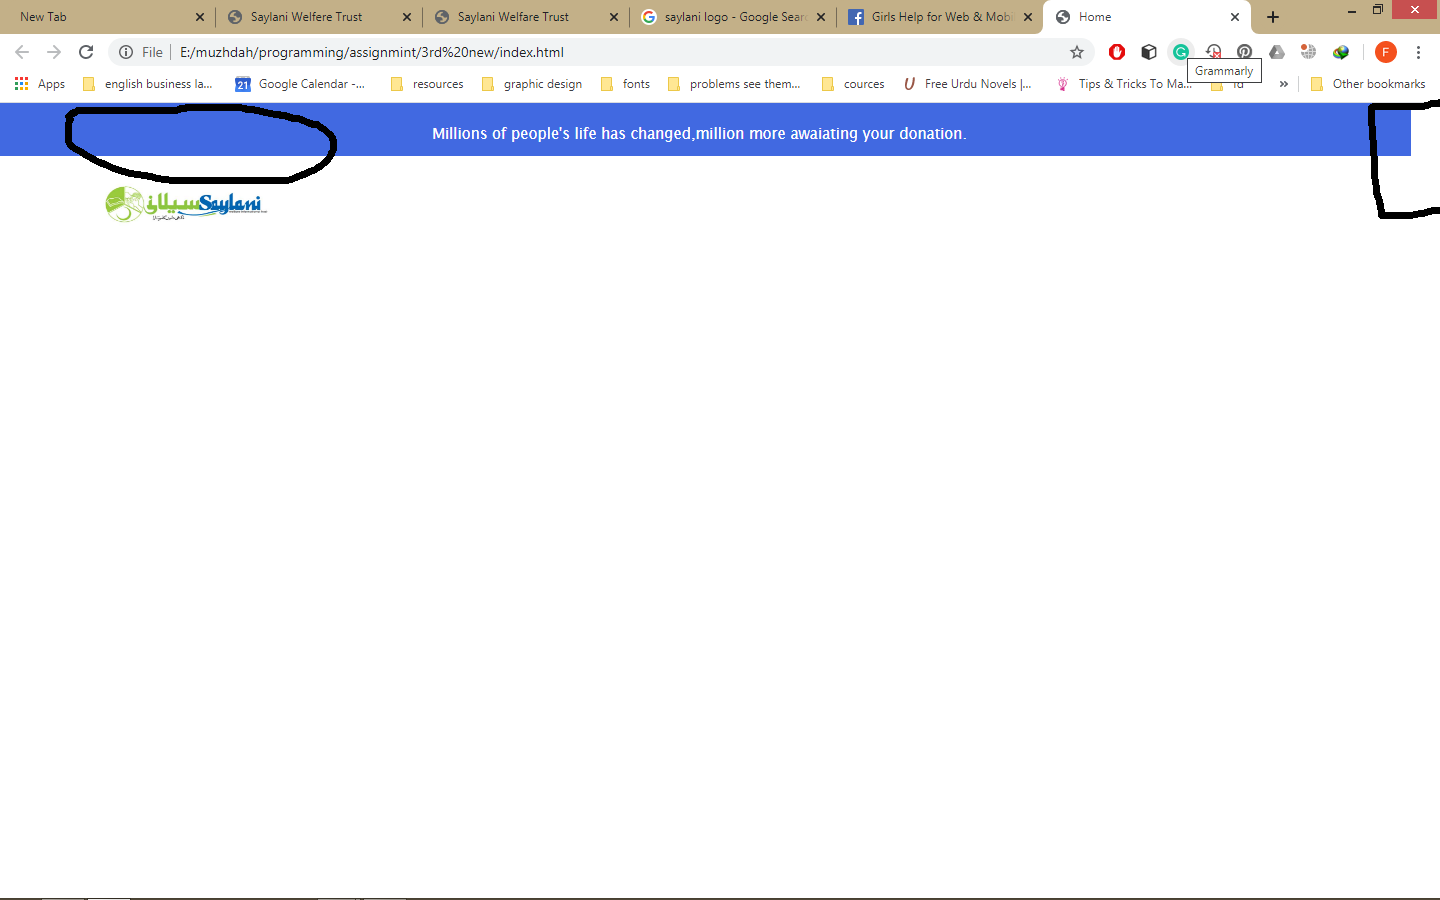 New Tab
Saylani Welfere Trust
Saylani Welfare Trust
saylani logo - Google Sear
Girls Help for Web & Mobi
Home
File
E:/muzhdah/programming/assignmint/3rd%20new/index.html
F
Grammarly
Apps
english business la...
21
Google Calendar -...
resources
graphic design
fonts
problems see them...
cources
U
Free Urdu Novels |...
Tips & Tricks To Ma...
»
Other bookmarks
Millions of people's life has changed,million more awaiating your donation.
سیلانی Saylani